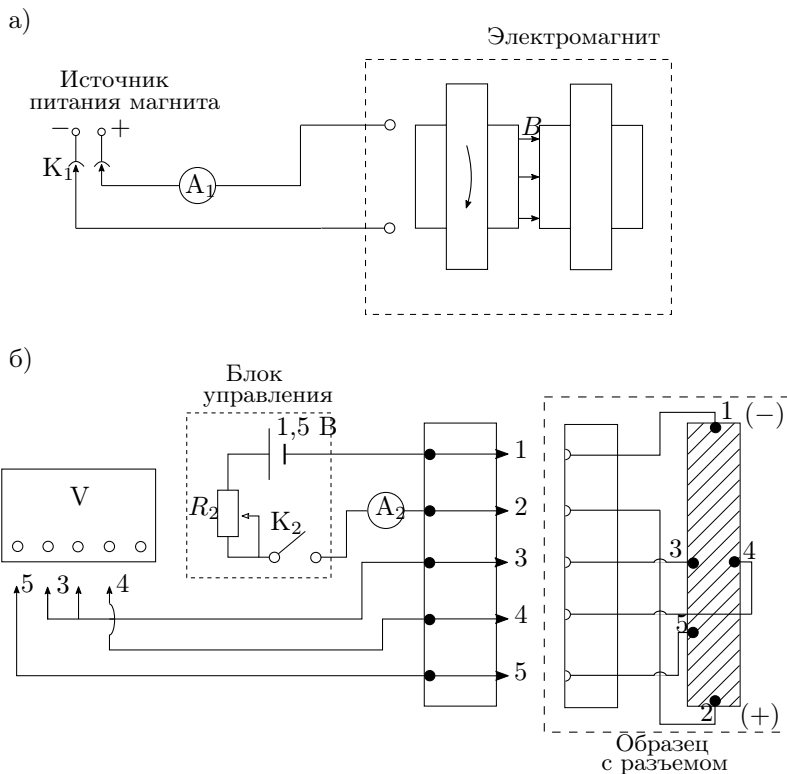 а)
Электромагнит
Источник
питания магнита
− +
B
K₁
A₁
б)
Блок
управления
1,5 В
1 (−)
1
V
R₂
K₂
A₂
2
3
3 4
5 3 4
4
5
5
2 (+)
Образец
с разъемом